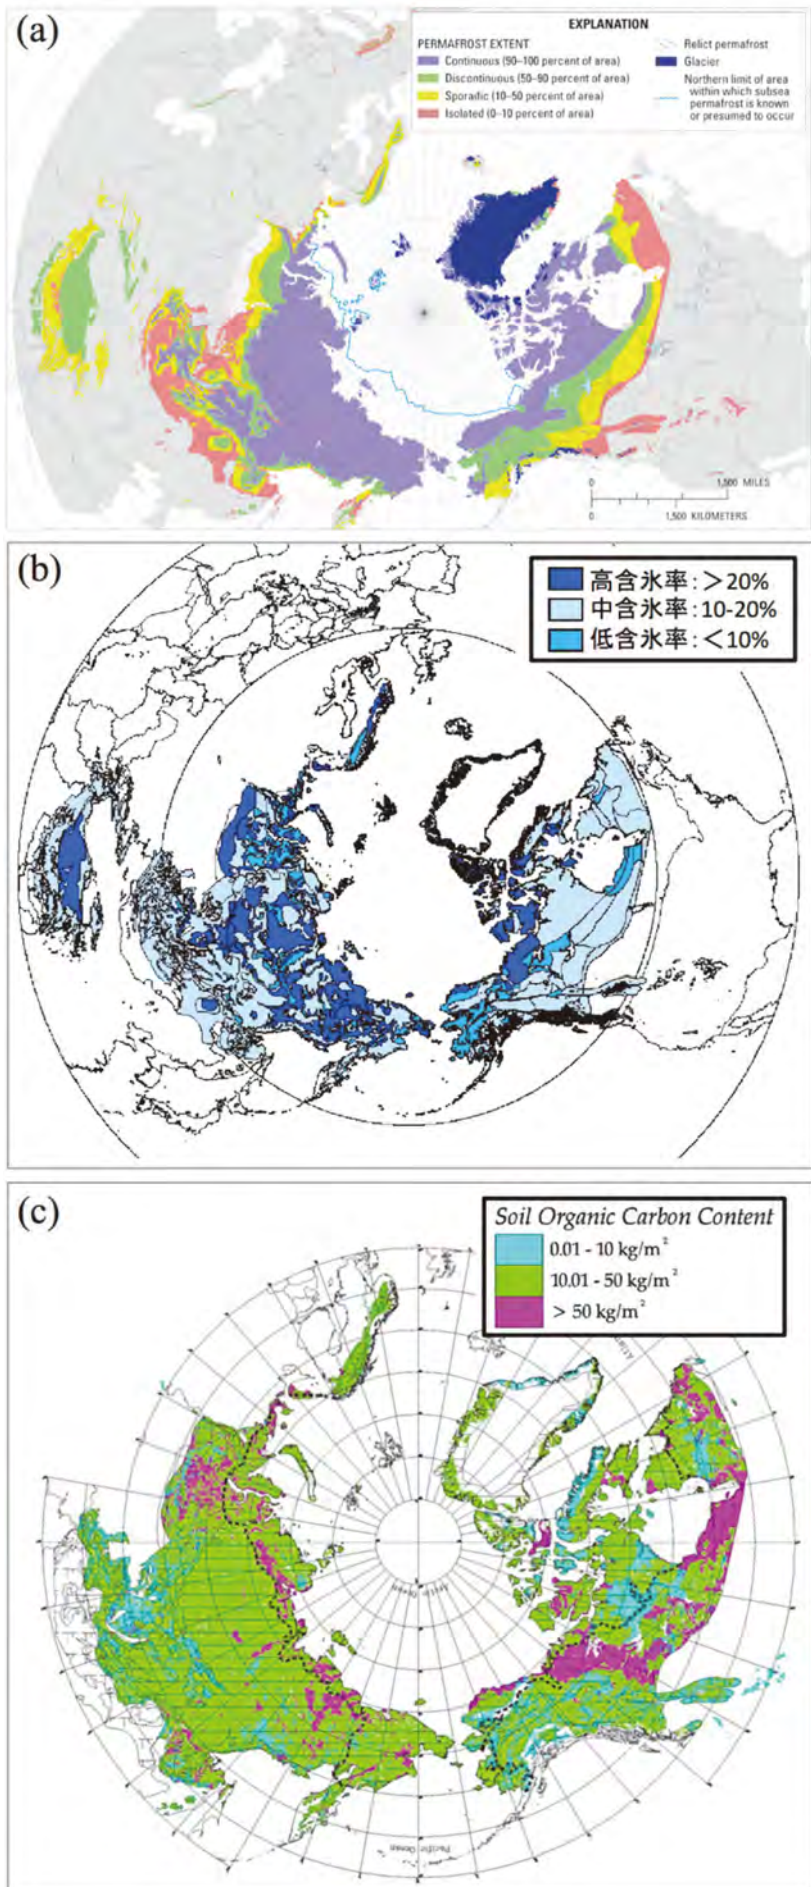 (a)
EXPLANATION
PERMAFROST EXTENT
Continuous (90–100 percent of area)
Discontinuous (50–90 percent of area)
Sporadic (10–50 percent of area)
Isolated (0–10 percent of area)
Relict permafrost
Glacier
Northern limit of area
within which subsea
permafrost is known
or presumed to occur
0 1,500 MILES
0 1,500 KILOMETERS
(b)
高含氷率：＞20%
中含氷率：10-20%
低含氷率：＜10%
(c)
Soil Organic Carbon Content
0.01 - 10 kg/m²
10.01 - 50 kg/m²
> 50 kg/m²
Arctic Ocean
Pacific Ocean